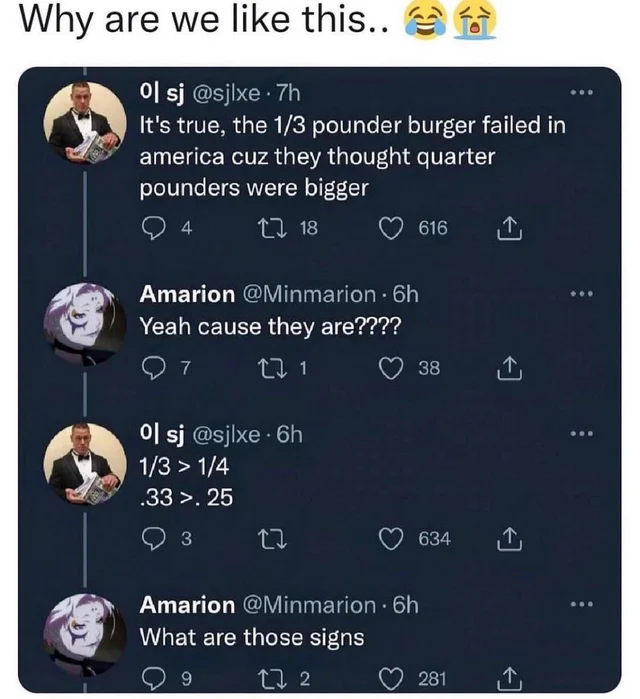 Why are we like this.. 😂😭
이 sj @sjlxe · 7h
It's true, the 1/3 pounder burger failed in
america cuz they thought quarter
pounders were bigger
4 18 616
Amarion @Minmarion · 6h
Yeah cause they are????
7 1 38
이 sj @sjlxe · 6h
1/3 > 1/4
.33 >. 25
3 634
Amarion @Minmarion · 6h
What are those signs
9 2 281